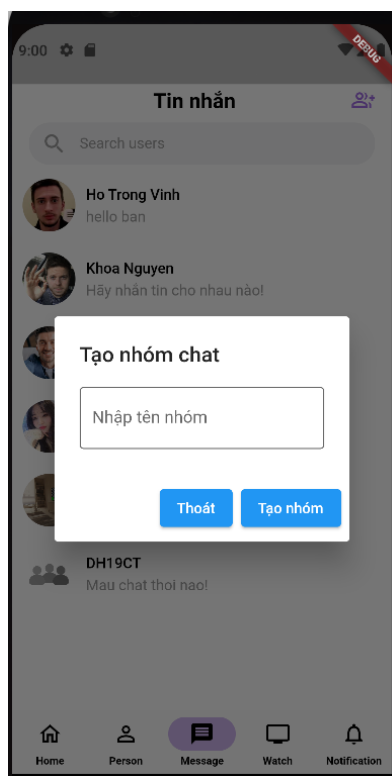 9:00
DEBUG
Tin nhắn
Search users
Ho Trong Vinh
hello ban
Khoa Nguyen
Hãy nhắn tin cho nhau nào!
Tạo nhóm chat
Nhập tên nhóm
Thoát
Tạo nhóm
DH19CT
Mau chat thoi nao!
Home
Person
Message
Watch
Notification